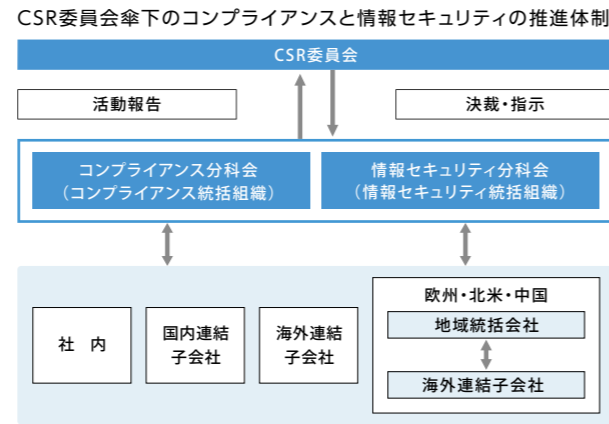 CSR委員会傘下のコンプライアンスと情報セキュリティの推進体制
CSR委員会
活動報告
決裁・指示
コンプライアンス分科会
（コンプライアンス統括組織）
情報セキュリティ分科会
（情報セキュリティ統括組織）
社 内
国内連結
子会社
海外連結
子会社
欧州・北米・中国
地域統括会社
海外連結子会社